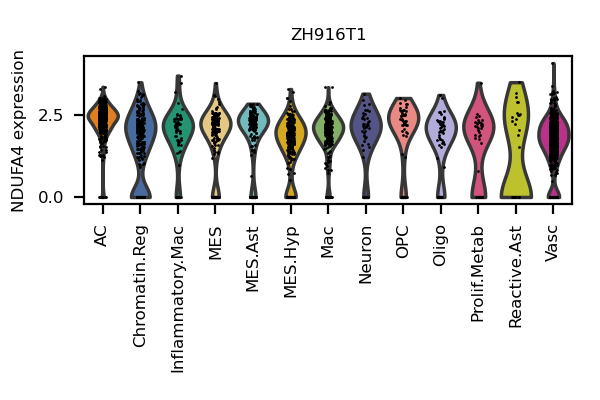 ZH916T1
NDUFA4 expression
2.5
0.0
AC
Chromatin.Reg
Inflammatory.Mac
MES
MES.Ast
MES.Hyp
Mac
Neuron
OPC
Oligo
Prolif.Metab
Reactive.Ast
Vasc